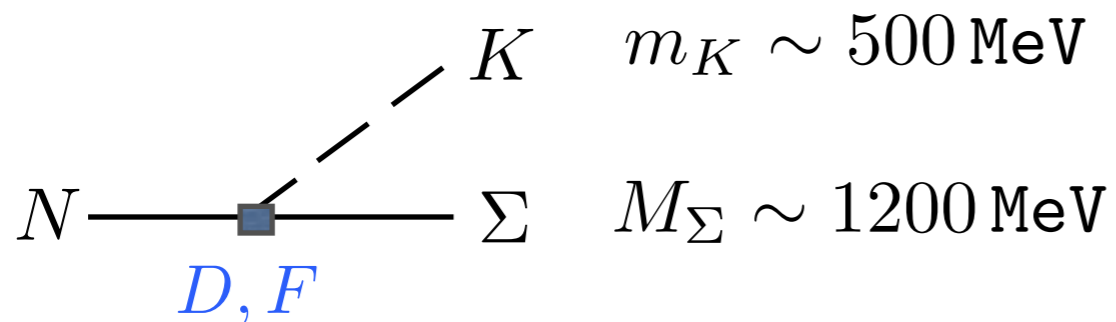 K m_K ∼ 500 MeV
N Σ M_Σ ∼ 1200 MeV
D, F